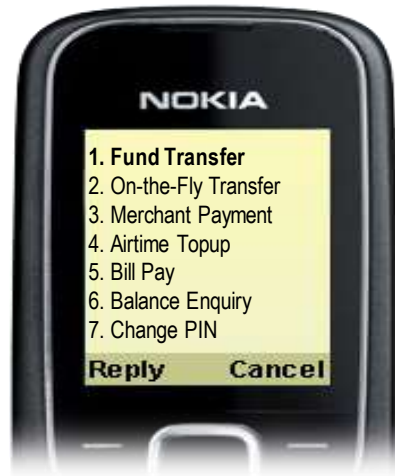 NOKIA
1. Fund Transfer
2. On-the-Fly Transfer
3. Merchant Payment
4. Airtime Topup
5. Bill Pay
6. Balance Enquiry
7. Change PIN
Reply Cancel